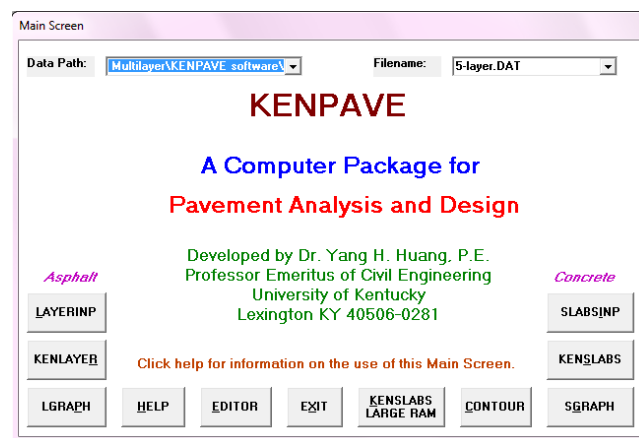 Main Screen
Data Path: Multilayer\KENPAVE software\ Filename: 5-layer.DAT
KENPAVE
A Computer Package for
Pavement Analysis and Design
Developed by Dr. Yang H. Huang, P.E.
Asphalt Professor Emeritus of Civil Engineering Concrete
University of Kentucky
LAYERINP Lexington KY 40506-0281 SLABSINP
KENLAYER Click help for information on the use of this Main Screen. KENSLABS
LGRAPH HELP EDITOR EXIT KENSLABS LARGE RAM CONTOUR SGRAPH